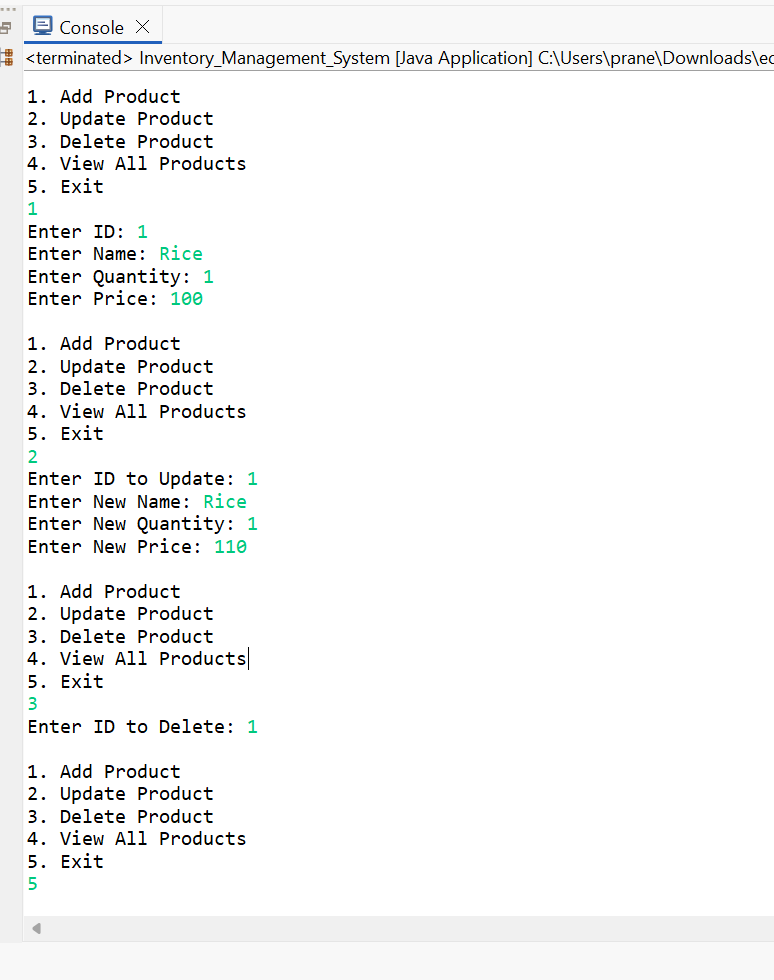 Console
<terminated> Inventory_Management_System [Java Application] C:\Users\prane\Downloads\ec
1. Add Product
2. Update Product
3. Delete Product
4. View All Products
5. Exit
1
Enter ID: 1
Enter Name: Rice
Enter Quantity: 1
Enter Price: 100
1. Add Product
2. Update Product
3. Delete Product
4. View All Products
5. Exit
2
Enter ID to Update: 1
Enter New Name: Rice
Enter New Quantity: 1
Enter New Price: 110
1. Add Product
2. Update Product
3. Delete Product
4. View All Products
5. Exit
3
Enter ID to Delete: 1
1. Add Product
2. Update Product
3. Delete Product
4. View All Products
5. Exit
5